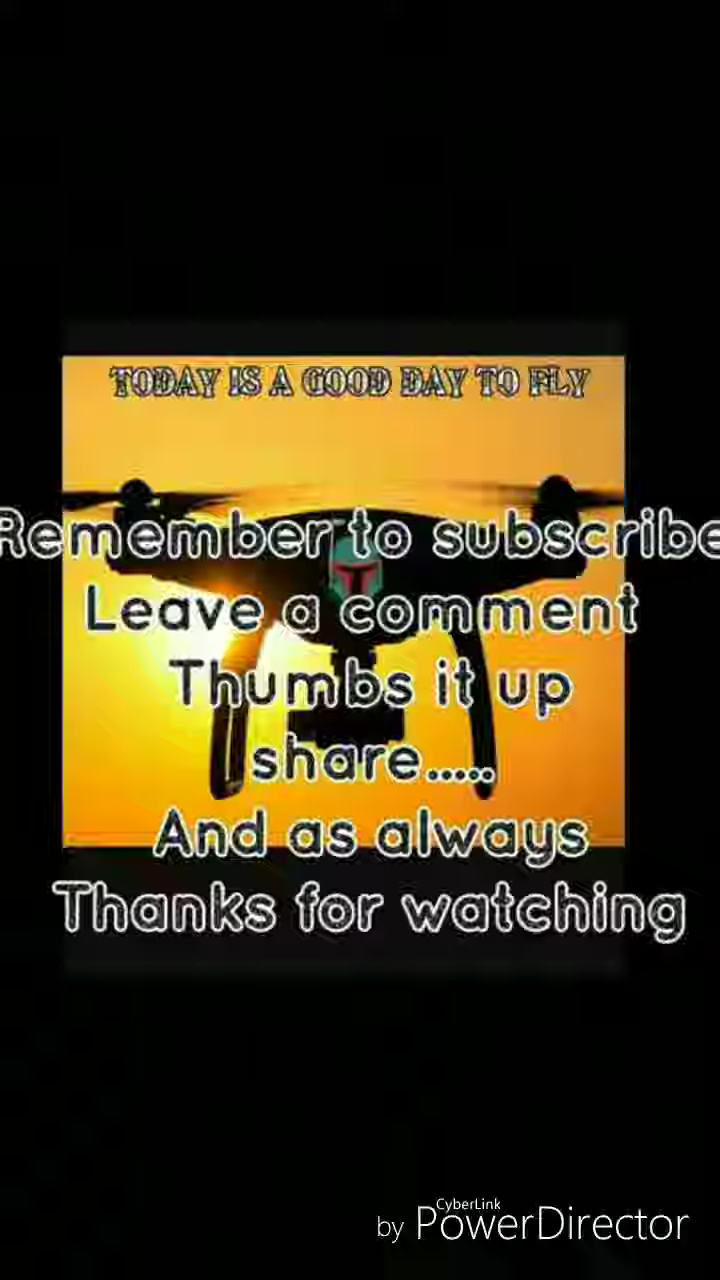 TODAY IS A GOOD DAY TO FLY
Remember to subscribe
Leave a comment
Thumbs it up
share.....
And as always
Thanks for watching
CyberLink
by PowerDirector